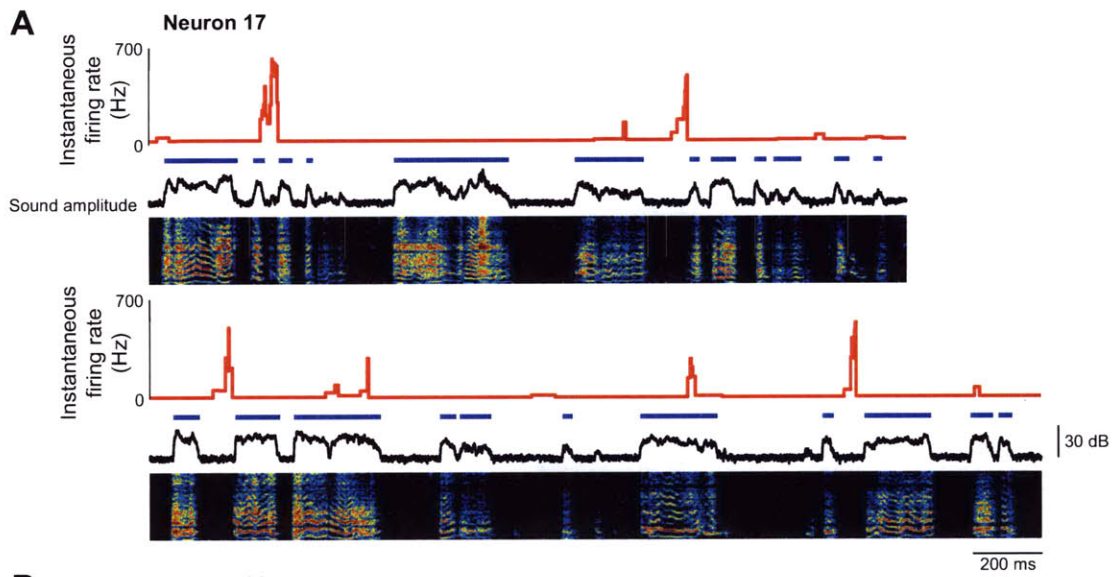 A
Neuron 17
Instantaneous
firing rate
(Hz)
700
0
Sound amplitude
Instantaneous
firing rate
(Hz)
700
0
30 dB
200 ms